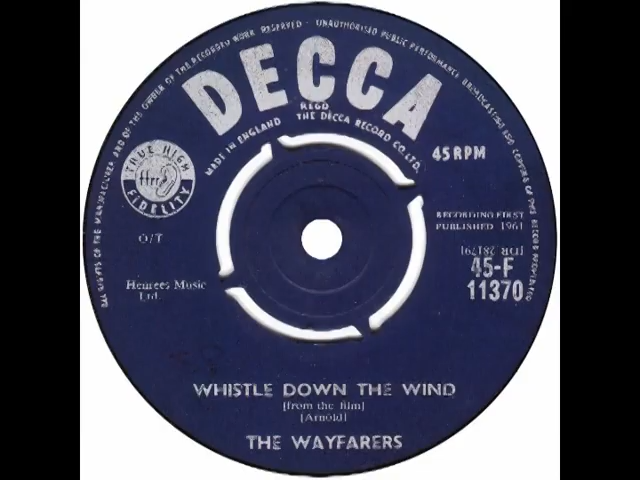 ALL RIGHTS OF THE MANUFACTURER AND OF THE OWNER OF THE RECORDED WORK RESERVED · UNAUTHORISED PUBLIC PERFORMANCE BROADCASTING AND COPYING OF THIS RECORD PROHIBITED
DECCA
REGD
MADE IN ENGLAND THE DECCA RECORD CO. LTD.
45 RPM
TRUE HIGH
ffrr
FIDELITY
RECORDING FIRST
PUBLISHED 1961
O/T
(DR 28176)
45-F
11370
Henrees Music
Ltd.
WHISTLE DOWN THE WIND
[from the film]
[Arnold]
THE WAYFARERS